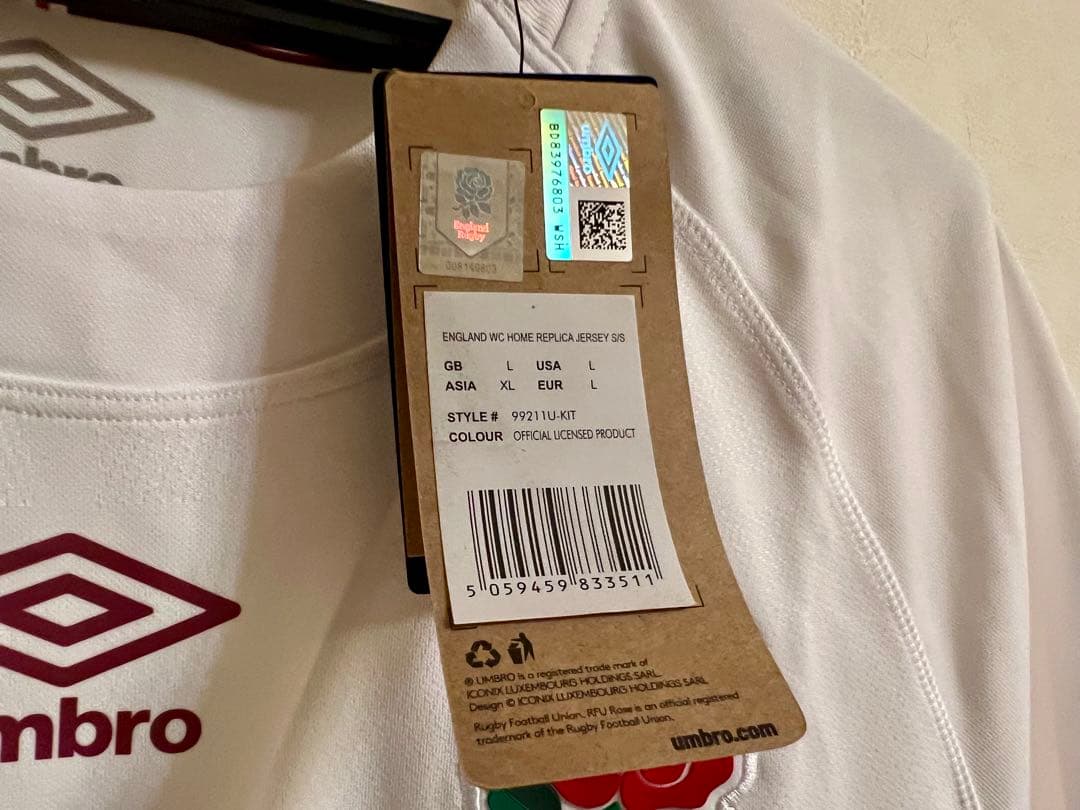 umbro
BD83976803 WSH
England
Rugby
008140803
ENGLAND WC HOME REPLICA JERSEY S/S
GB L USA L
ASIA XL EUR L
STYLE # 99211U-KIT
COLOUR OFFICIAL LICENSED PRODUCT
5 059459 833511
® UMBRO is a registered trade mark of
ICONIX LUXEMBOURG HOLDINGS SARL.
Design © ICONIX LUXEMBOURG HOLDINGS SARL
Rugby Football Union. RFU Rose is an official registered
trademark of the Rugby Football Union.
umbro.com
mbro